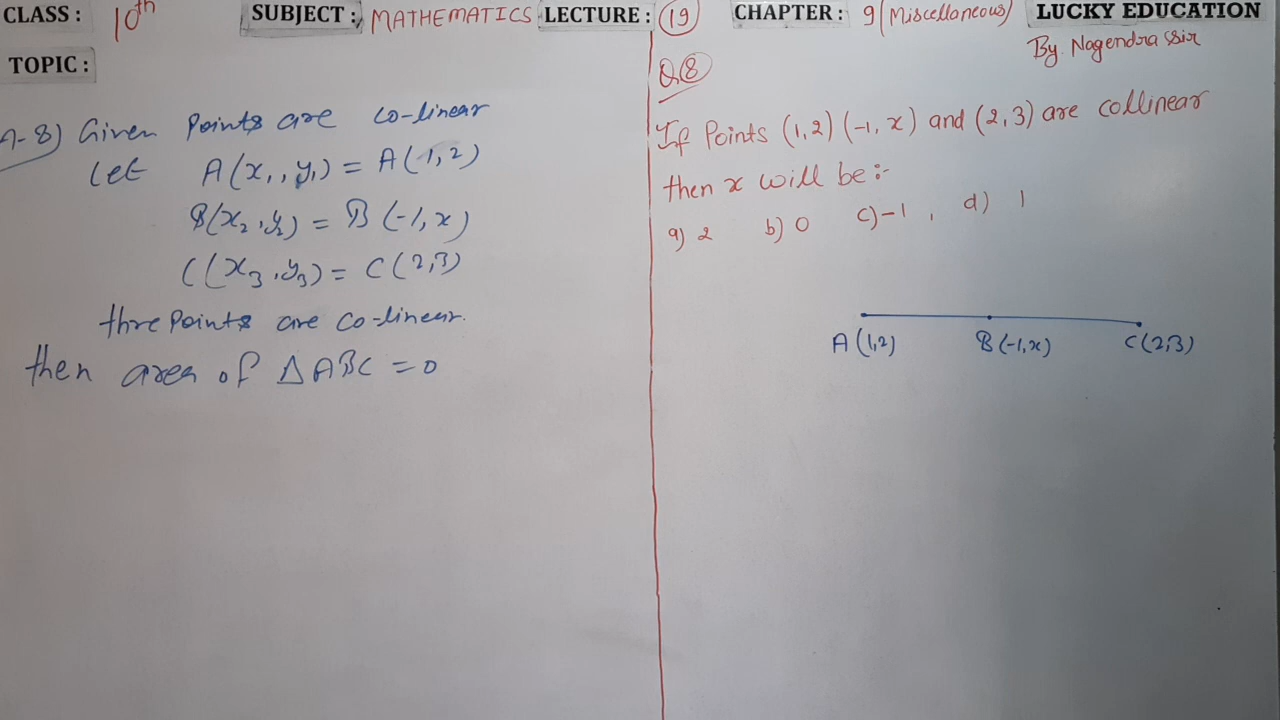 CLASS : 10th SUBJECT : MATHEMATICS LECTURE : 19 CHAPTER : 9 (Miscellaneous) LUCKY EDUCATION
By. Nagendra Sir
TOPIC :
A-8) Given Points are co-linear
Let A(x₁, y₁) = A(1,2)
B(x₂, y₂) = B(-1, x)
C(x₃, y₃) = C(2,3)
thre Points are co-linear.
then area of △ABC = 0
Q.8
If Points (1,2) (-1, x) and (2,3) are collinear
then x will be :-
a) 2 b) 0 c) -1 , d) 1
A(1,2) B(-1,x) C(2,3)